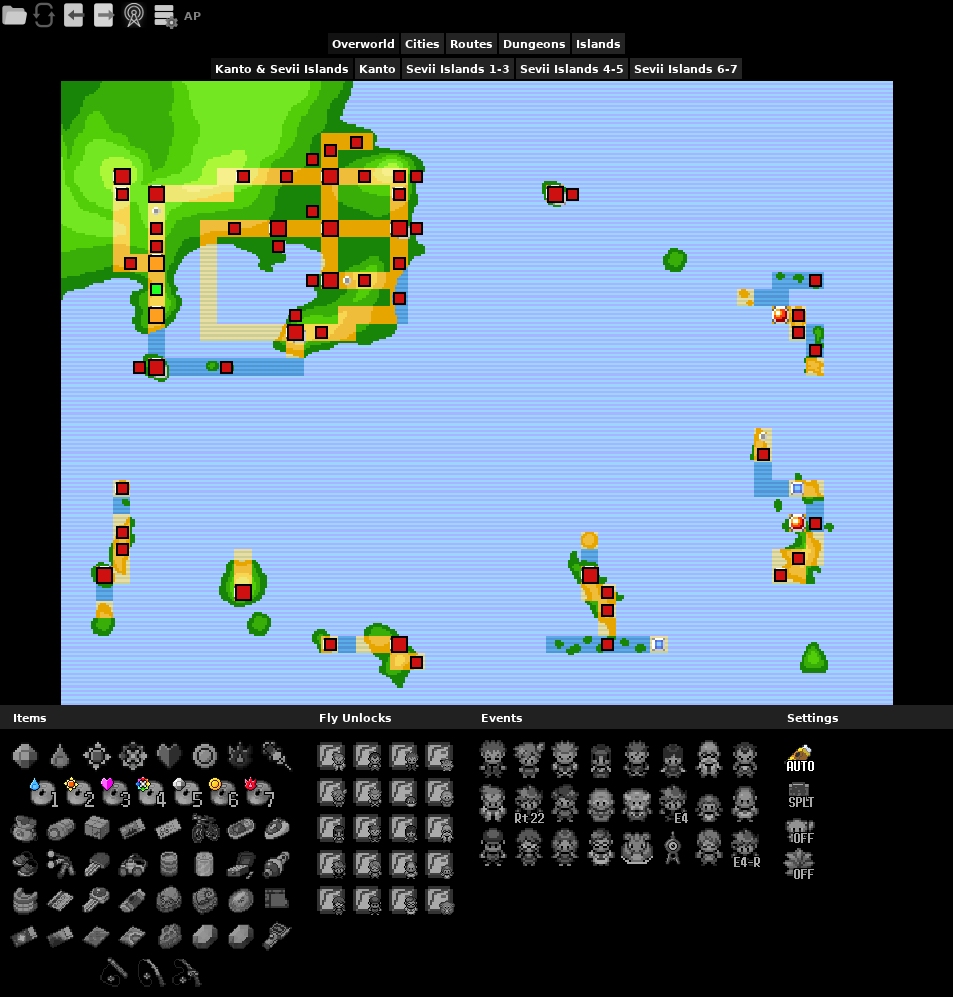 AP
Overworld Cities Routes Dungeons Islands
Kanto & Sevii Islands Kanto Sevii Islands 1-3 Sevii Islands 4-5 Sevii Islands 6-7
Items Fly Unlocks Events Settings
AUTO
1 2 3 4 5 6 7
SPLT
Rt22 E4
OFF
E4-R
OFF